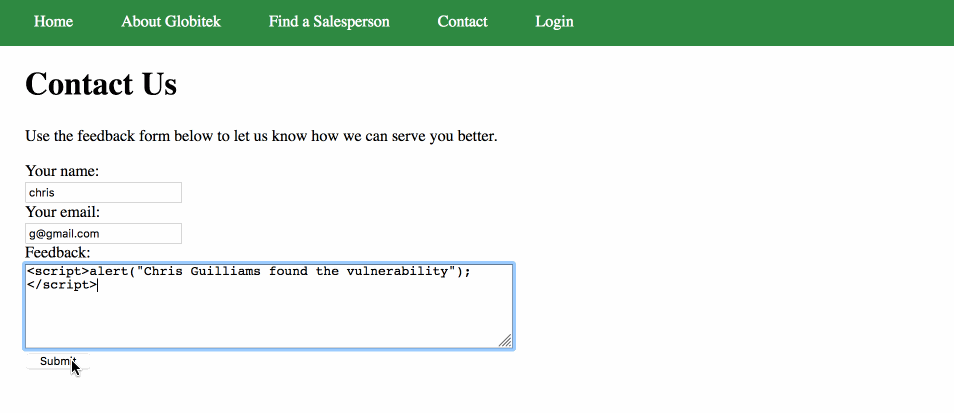 Home About Globitek Find a Salesperson Contact Login
Contact Us
Use the feedback form below to let us know how we can serve you better.
Your name:
chris
Your email:
g@gmail.com
Feedback:
<script>alert("Chris Guilliams found the vulnerability");
</script>
Submit